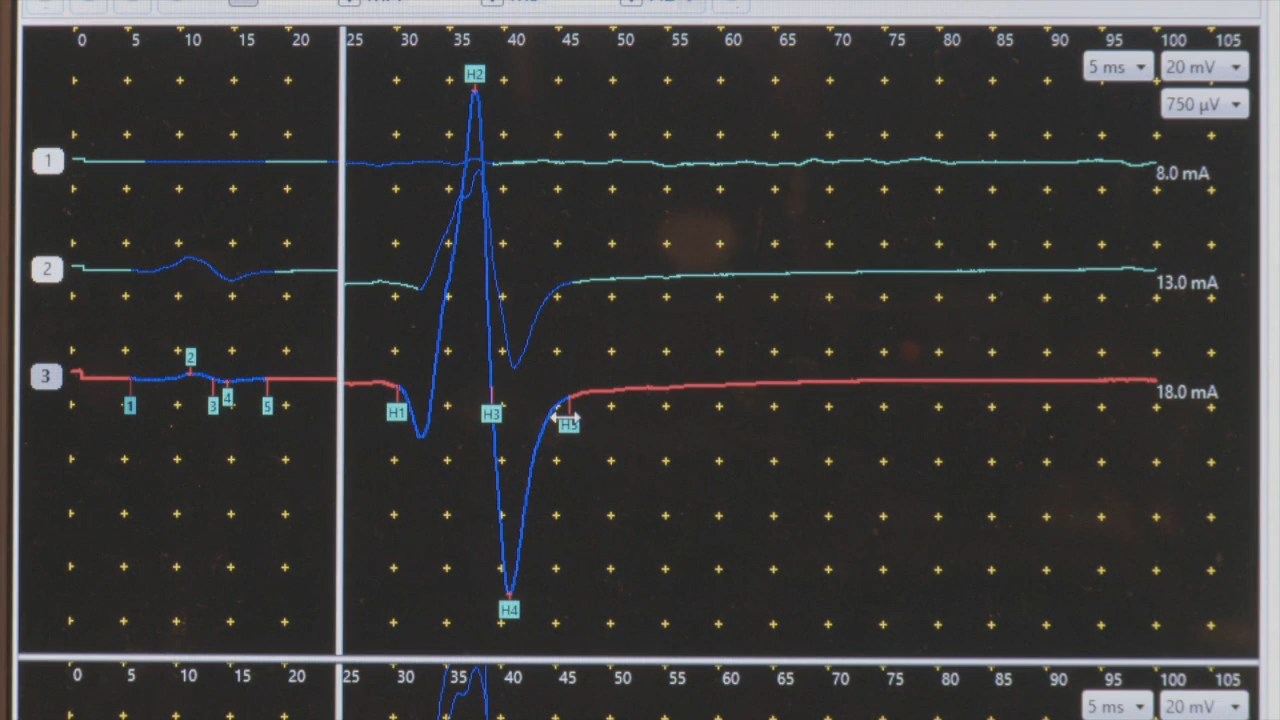 0 5 10 15 20 25 30 35 40 45 50 55 60 65 70 75 80 85 90 95 100 105
5 ms 20 mV
H2
750 µV
1
8.0 mA
2
13.0 mA
2
3
18.0 mA
1 3 4 5 H1 H3 H5
H4
0 5 10 15 20 25 30 35 40 45 50 55 60 65 70 75 80 85 90 95 100 105
5 ms 20 mV